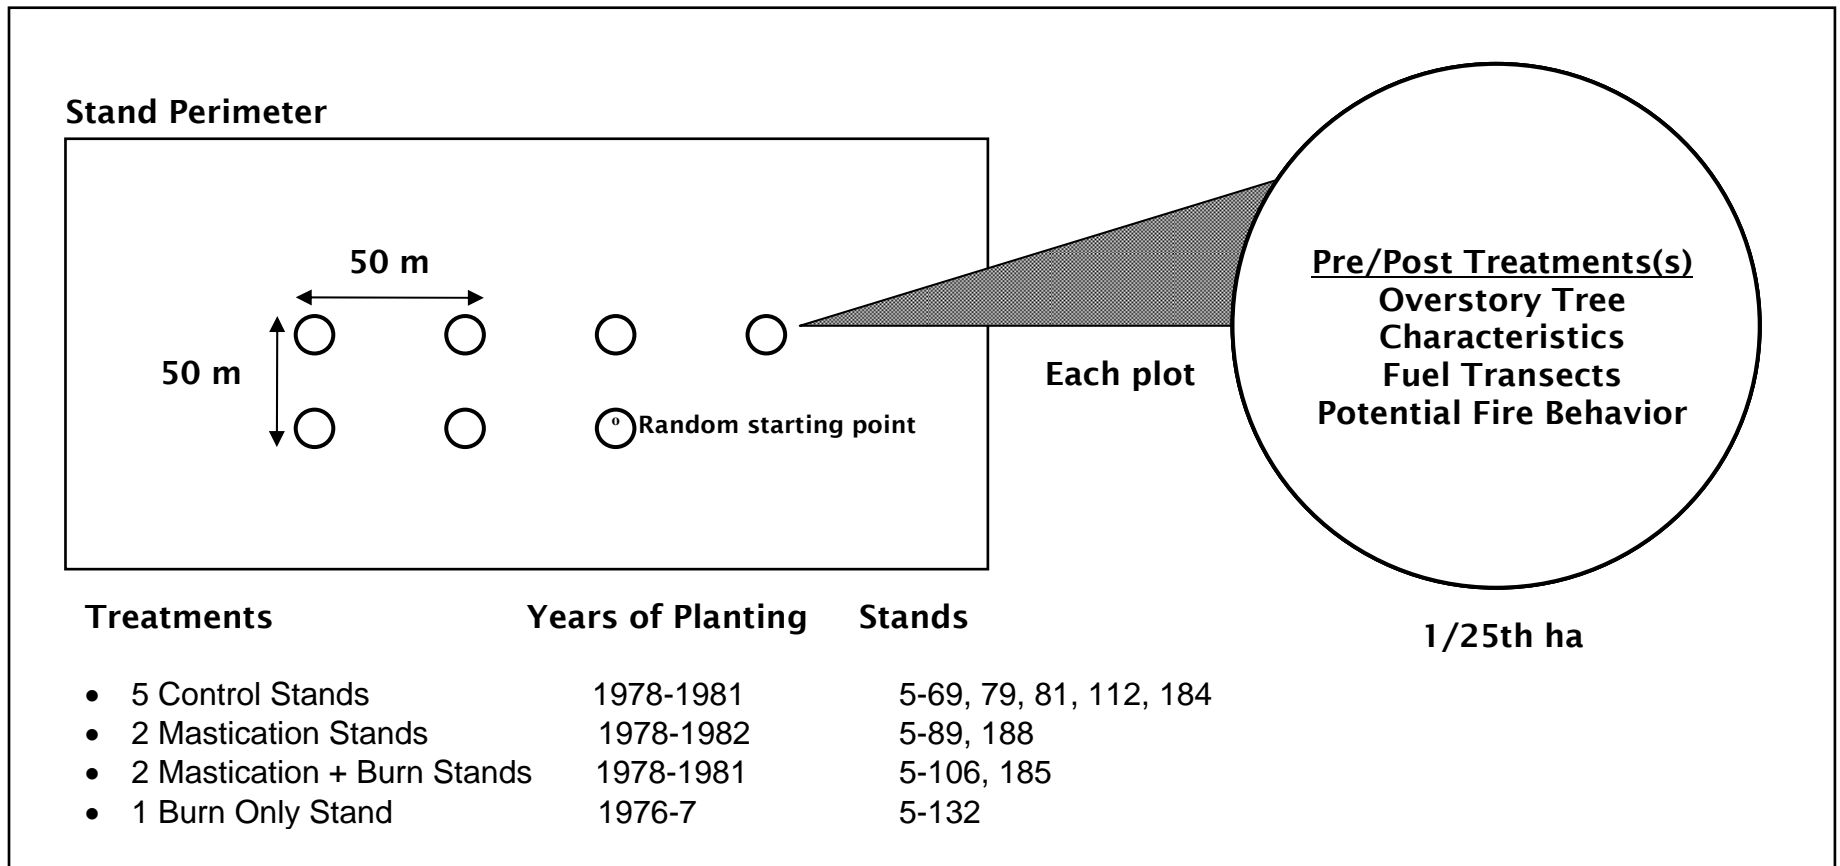 Stand Perimeter
50 m
50 m
Random starting point
Each plot
Pre/Post Treatments(s)
Overstory Tree
Characteristics
Fuel Transects
Potential Fire Behavior
1/25th ha
Treatments Years of Planting Stands
• 5 Control Stands 1978-1981 5-69, 79, 81, 112, 184
• 2 Mastication Stands 1978-1982 5-89, 188
• 2 Mastication + Burn Stands 1978-1981 5-106, 185
• 1 Burn Only Stand 1976-7 5-132